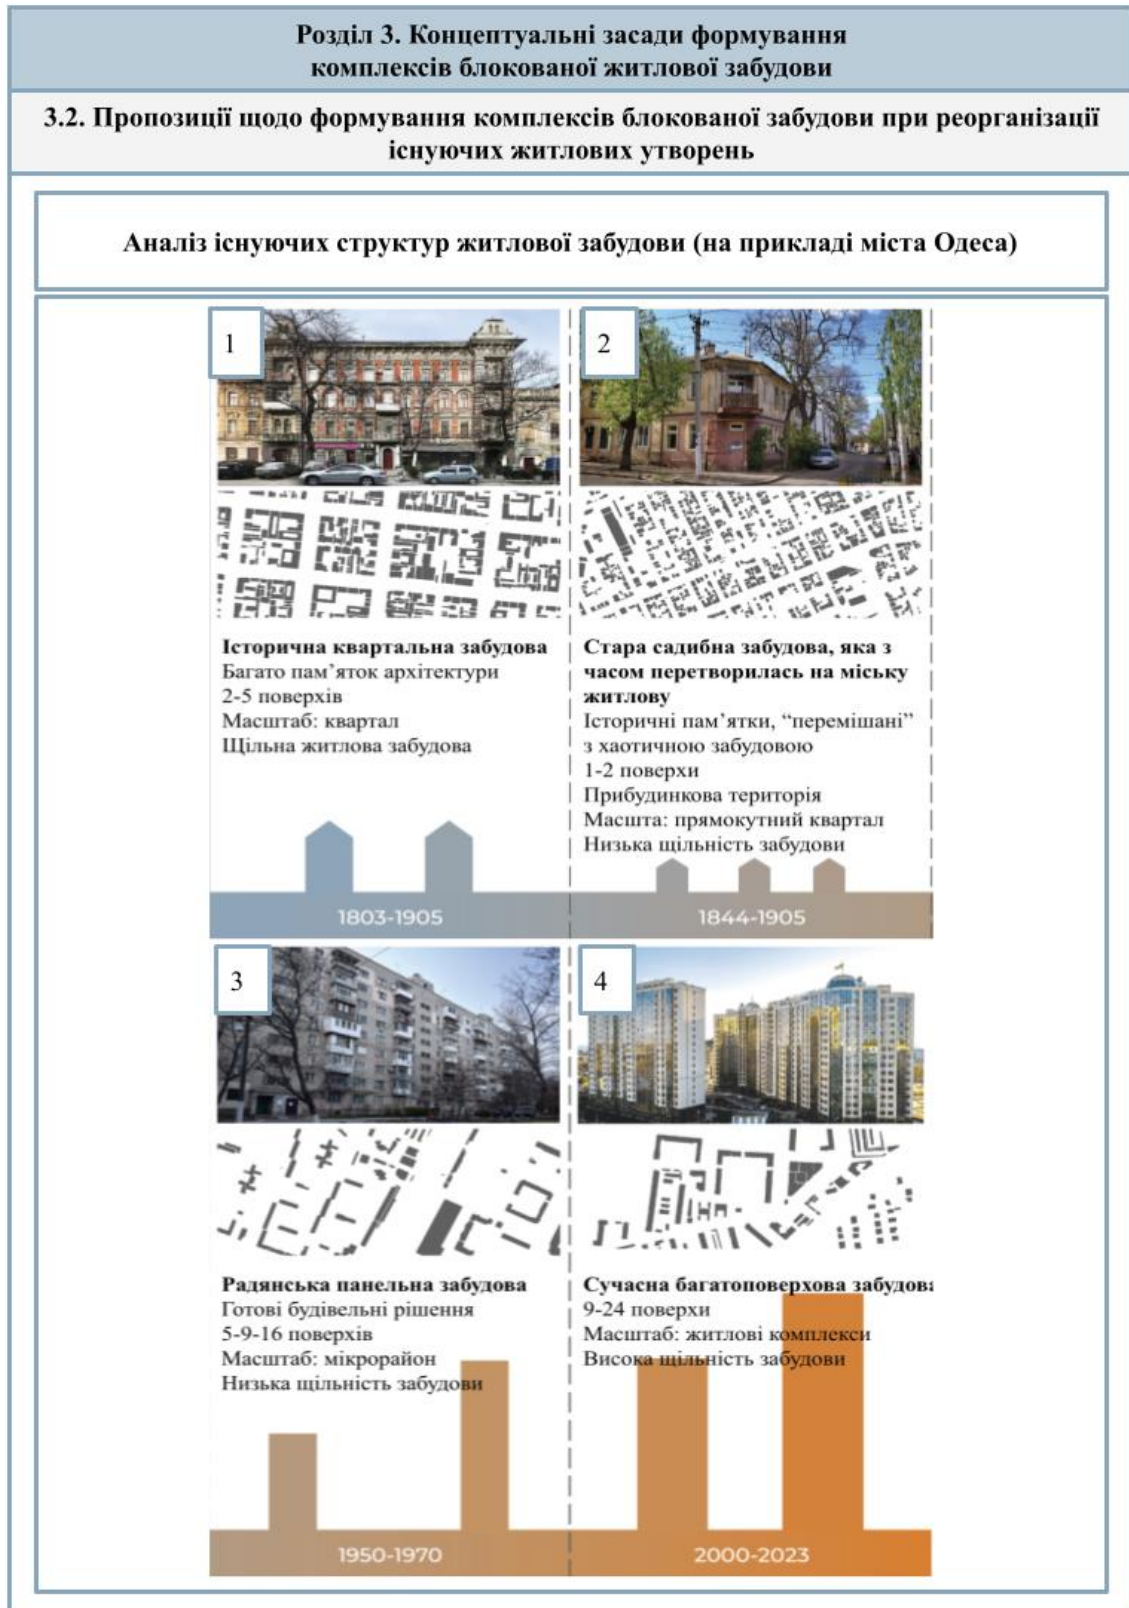 Розділ 3. Концептуальні засади формування
комплексів блокованої житлової забудови
3.2. Пропозиції щодо формування комплексів блокованої забудови при реорганізації
існуючих житлових утворень
Аналіз існуючих структур житлової забудови (на прикладі міста Одеса)
1
Історична квартальна забудова
Багато пам’яток архітектури
2-5 поверхів
Масштаб: квартал
Щільна житлова забудова
1803-1905
2
Стара садибна забудова, яка з
часом перетворилась на міську
житлову
Історичні пам’ятки, “перемішані”
з хаотичною забудовою
1-2 поверхи
Прибудинкова територія
Масшта: прямокутний квартал
Низька щільність забудови
1844-1905
3
Радянська панельна забудова
Готові будівельні рішення
5-9-16 поверхів
Масштаб: мікрорайон
Низька щільність забудови
1950-1970
4
Сучасна багатоповерхова забудова
9-24 поверхи
Масштаб: житлові комплекси
Висока щільність забудови
2000-2023